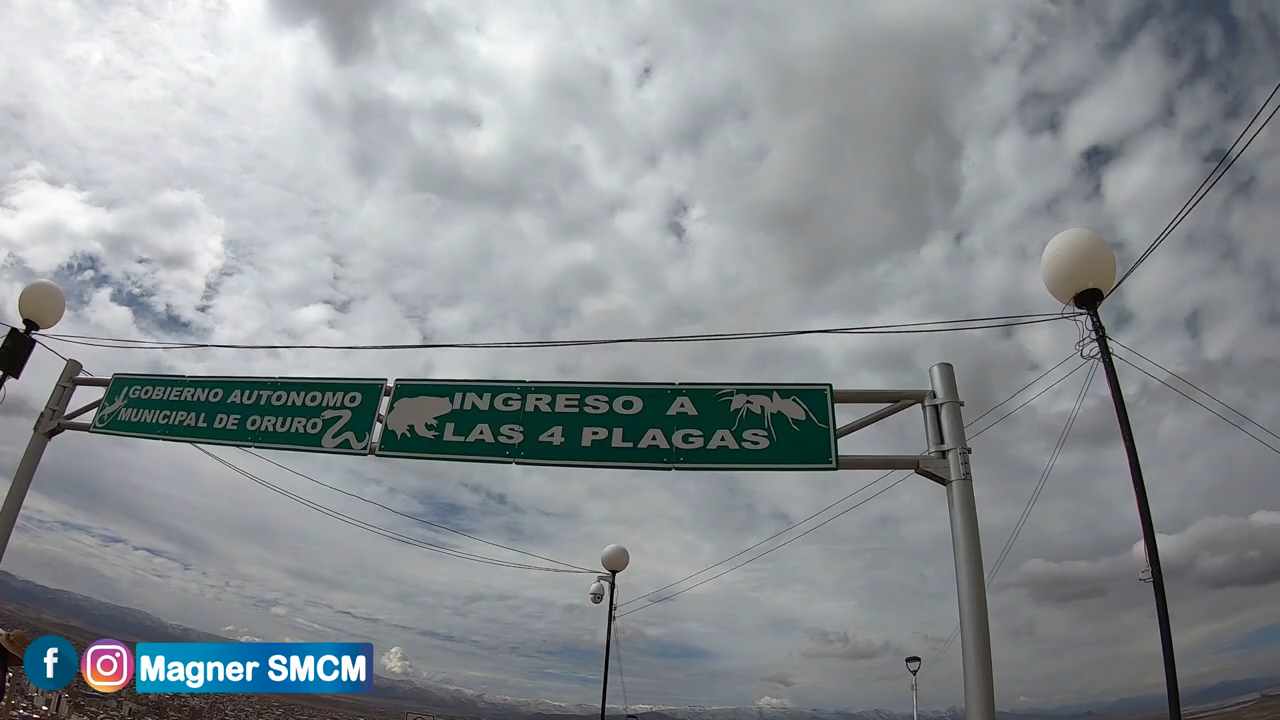 GOBIERNO AUTONOMO
MUNICIPAL DE ORURO
INGRESO A
LAS 4 PLAGAS
f Magner SMCM